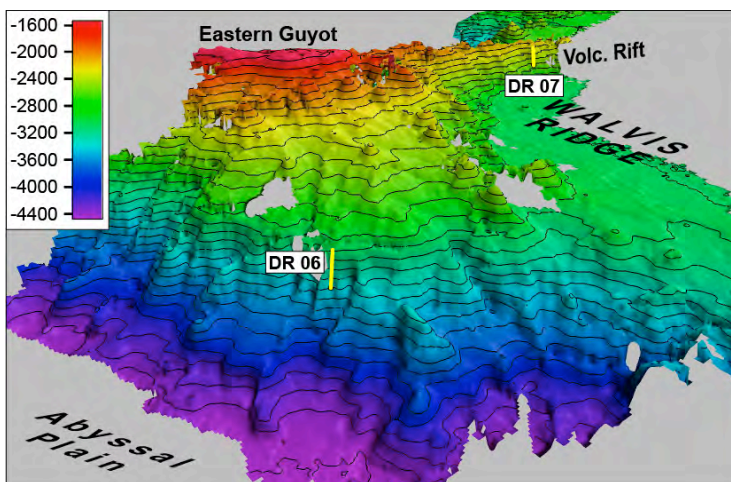 -1600
-2000
-2400
-2800
-3200
-3600
-4000
-4400
Eastern Guyot
Volc. Rift
DR 07
WALVIS
RIDGE
DR 06
Abyssal
Plain